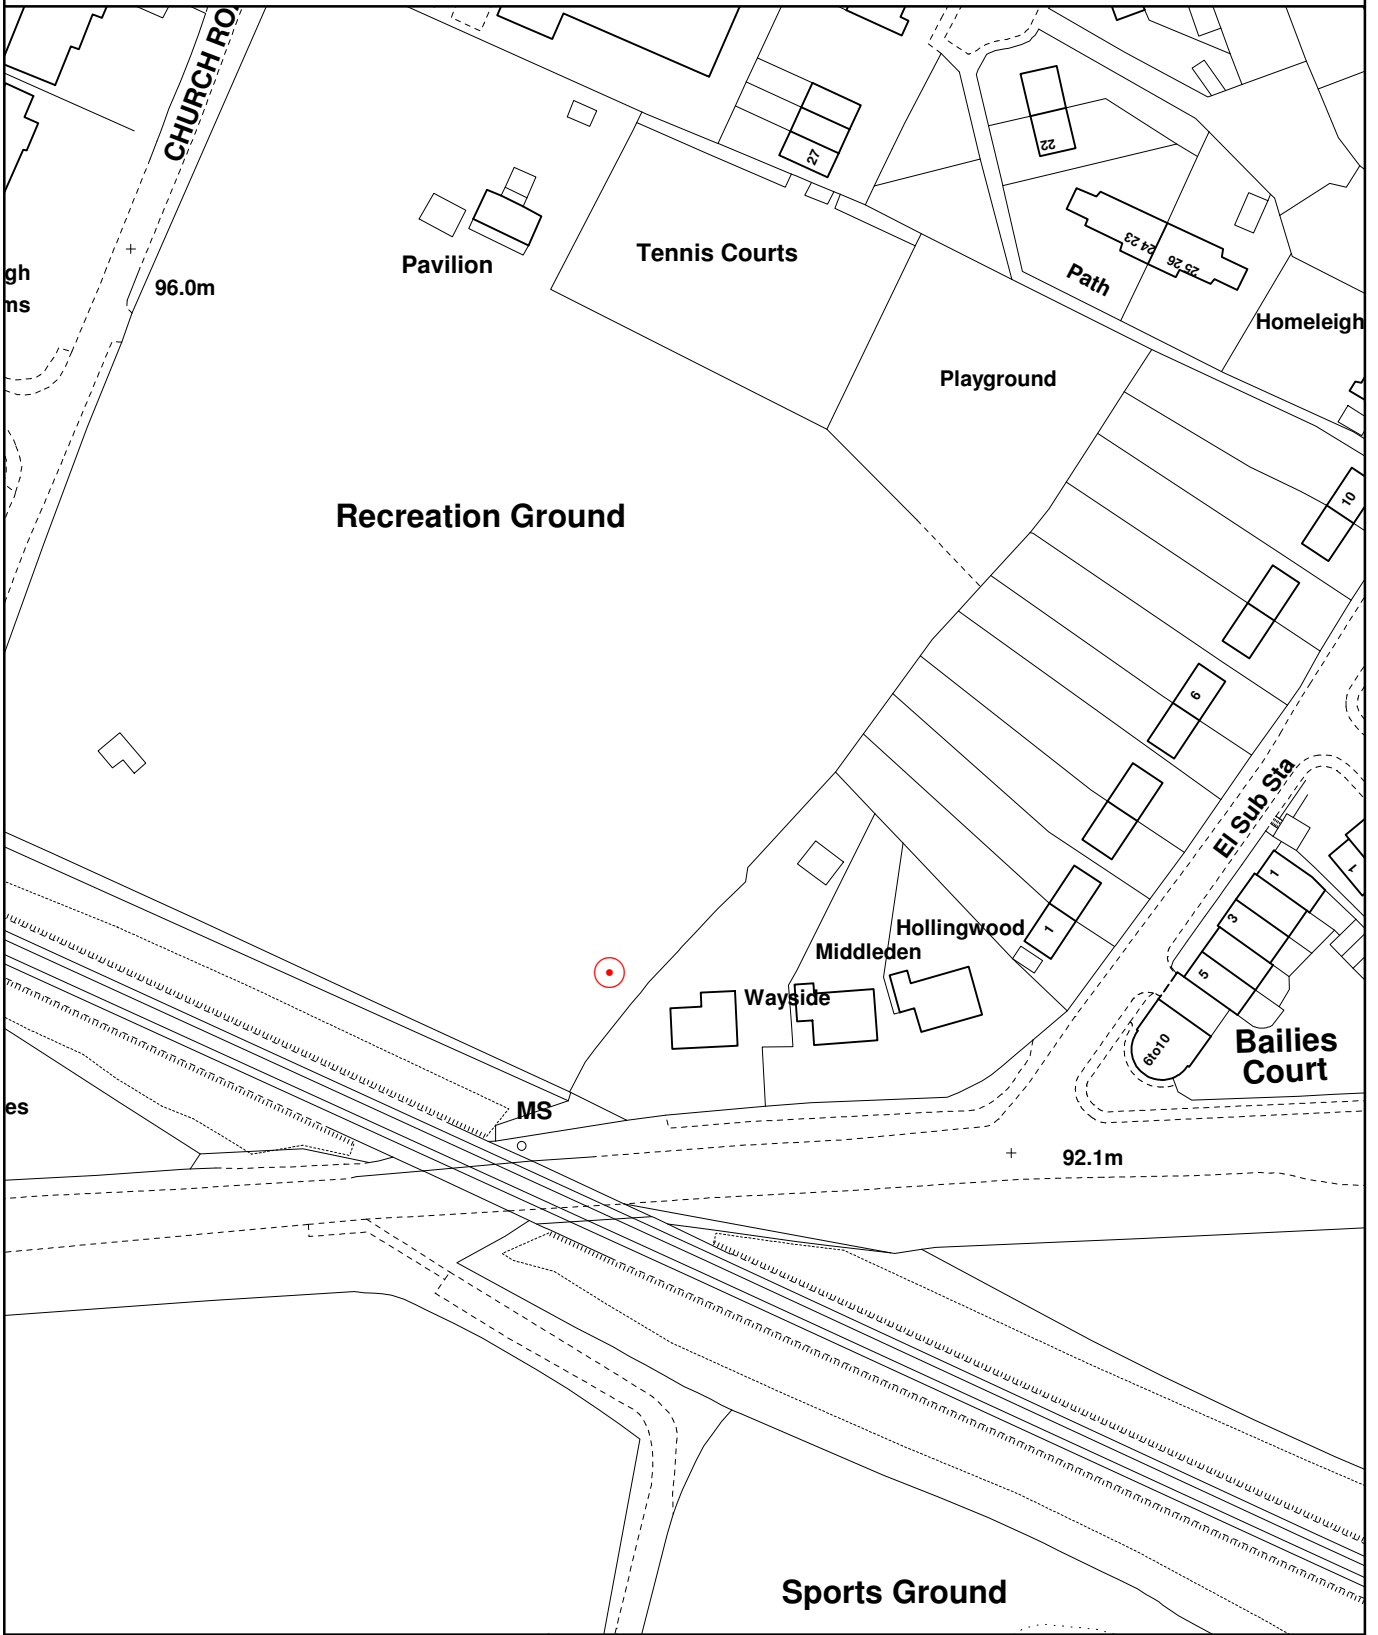 CHURCH RO
27
22
24 23
25 26
Path
Homeleigh
Pavilion
Tennis Courts
96.0m
gh
ms
Playground
Recreation Ground
10
6
El Sub Sta
1
3
5
6to10
Bailies
Court
1
Hollingwood
Middleden
Wayside
1
MS
es
92.1m
Sports Ground